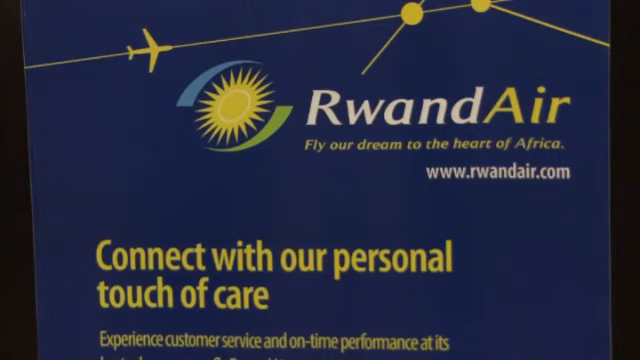 RwandAir
Fly our dream to the heart of Africa.
www.rwandair.com
Connect with our personal
touch of care
Experience customer service and on-time performance at its